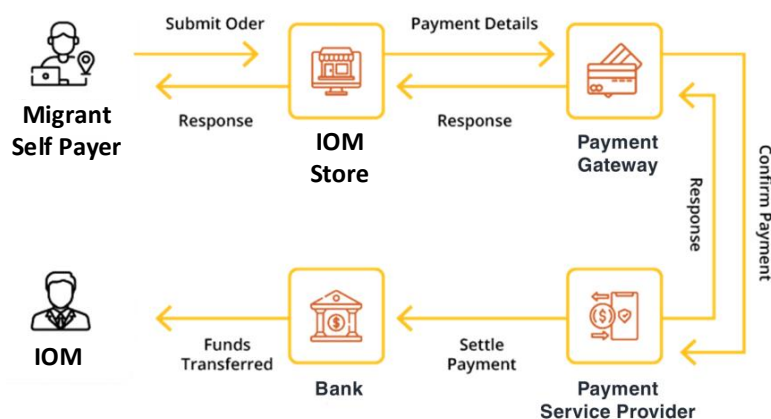 Submit Oder
Payment Details
Migrant
Self Payer
Response
IOM
Store
Response
Payment
Gateway
Confirm Payment
Response
IOM
Funds
Transferred
Bank
Settle
Payment
Payment
Service Provider